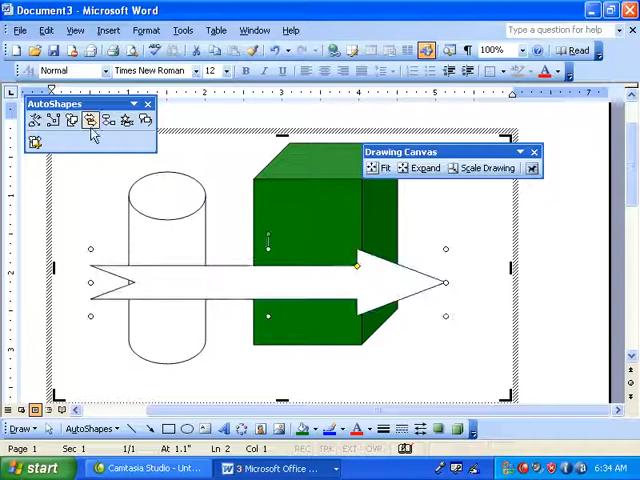 Document3 - Microsoft Word
File Edit View Insert Format Tools Table Window Help
Type a question for help
100% Read
Normal Times New Roman 12 B I U
AutoShapes
Drawing Canvas
Fit Expand Scale Drawing
Draw AutoShapes
Page 1 Sec 1 1/1 At 1.1" Ln 2 Col 1 REC TRK EXT OVR
start Camtasia Studio - Unt... 3 Microsoft Office ... 6:34 AM